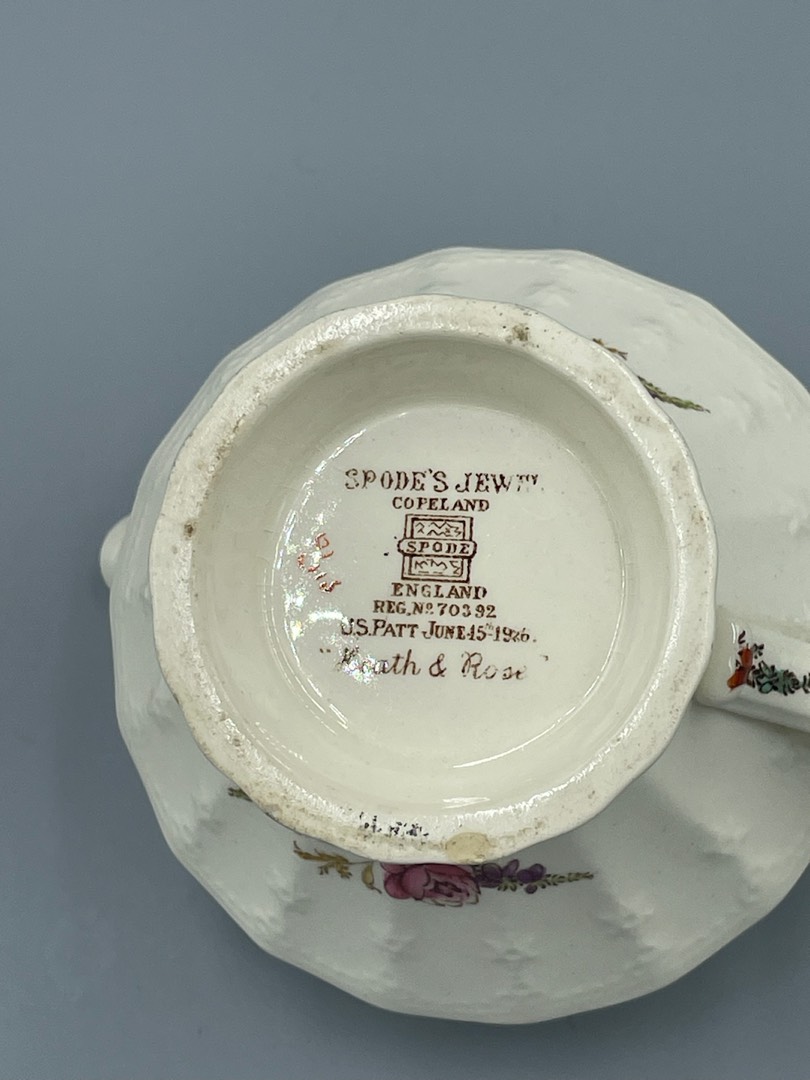 SPODE'S JEWEL
COPELAND
SPODE
ENGLAND
REG. No. 70392
U.S. PATT JUNE 15th 1926.
"Heath & Rose"